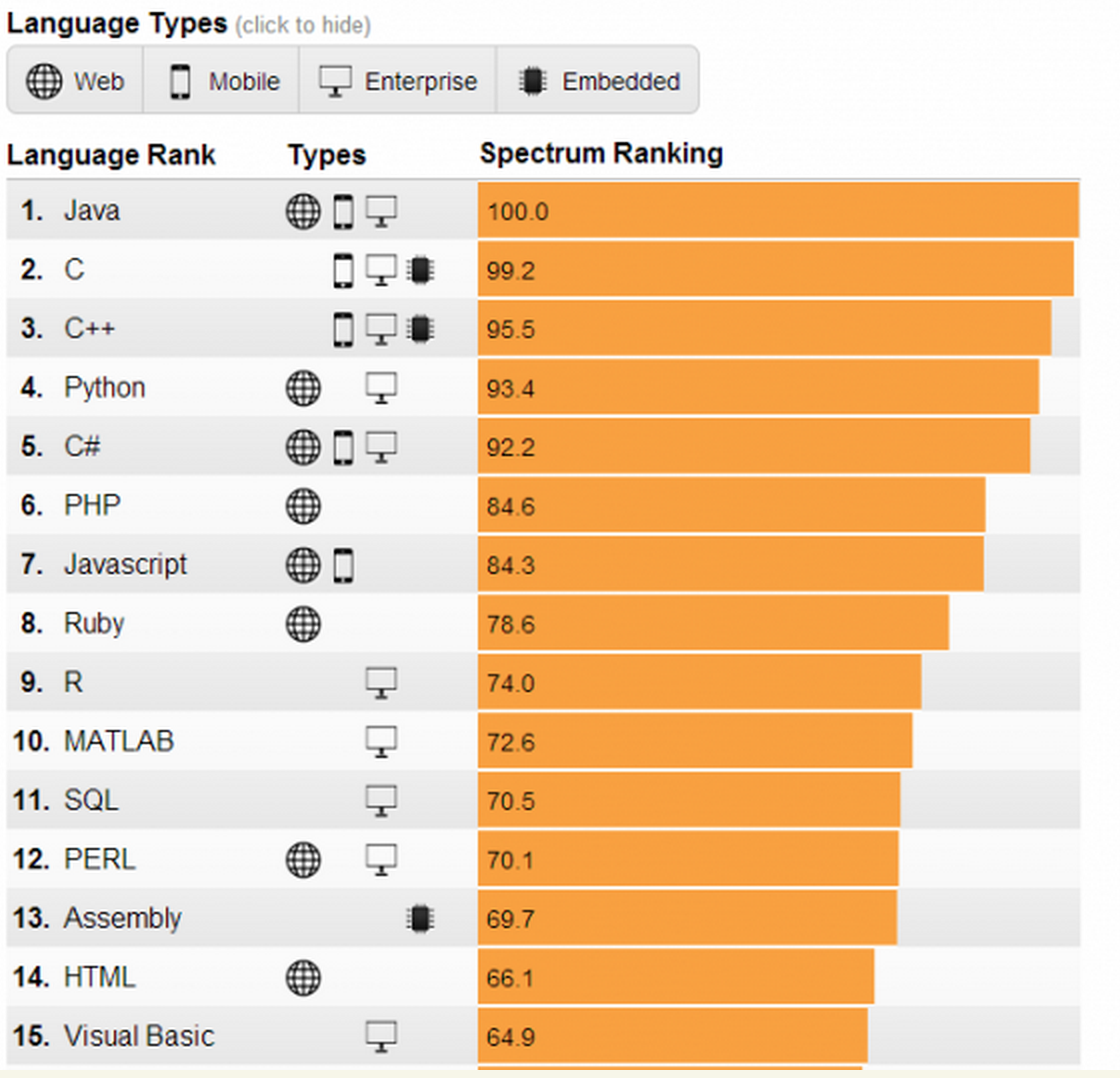 Language Types (click to hide)
Web Mobile Enterprise Embedded
Language Rank Types Spectrum Ranking
1. Java 100.0
2. C 99.2
3. C++ 95.5
4. Python 93.4
5. C# 92.2
6. PHP 84.6
7. Javascript 84.3
8. Ruby 78.6
9. R 74.0
10. MATLAB 72.6
11. SQL 70.5
12. PERL 70.1
13. Assembly 69.7
14. HTML 66.1
15. Visual Basic 64.9